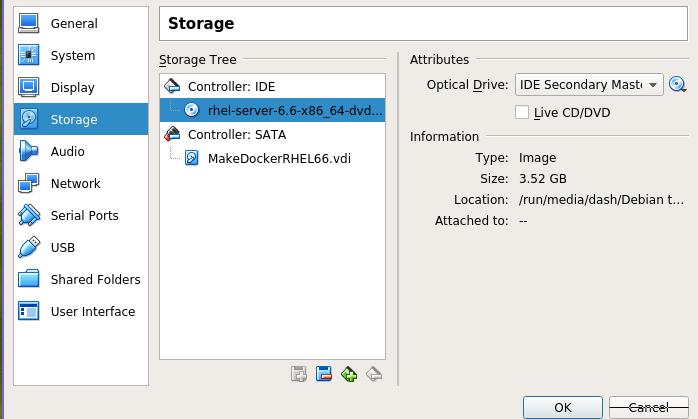 General
System
Display
Storage
Audio
Network
Serial Ports
USB
Shared Folders
User Interface
Storage
Storage Tree
Controller: IDE
rhel-server-6.6-x86_64-dvd...
Controller: SATA
MakeDockerRHEL66.vdi
Attributes
Optical Drive: IDE Secondary Maste
Live CD/DVD
Information
Type: Image
Size: 3.52 GB
Location: /run/media/dash/Debian t...
Attached to: --
OK
Cancel